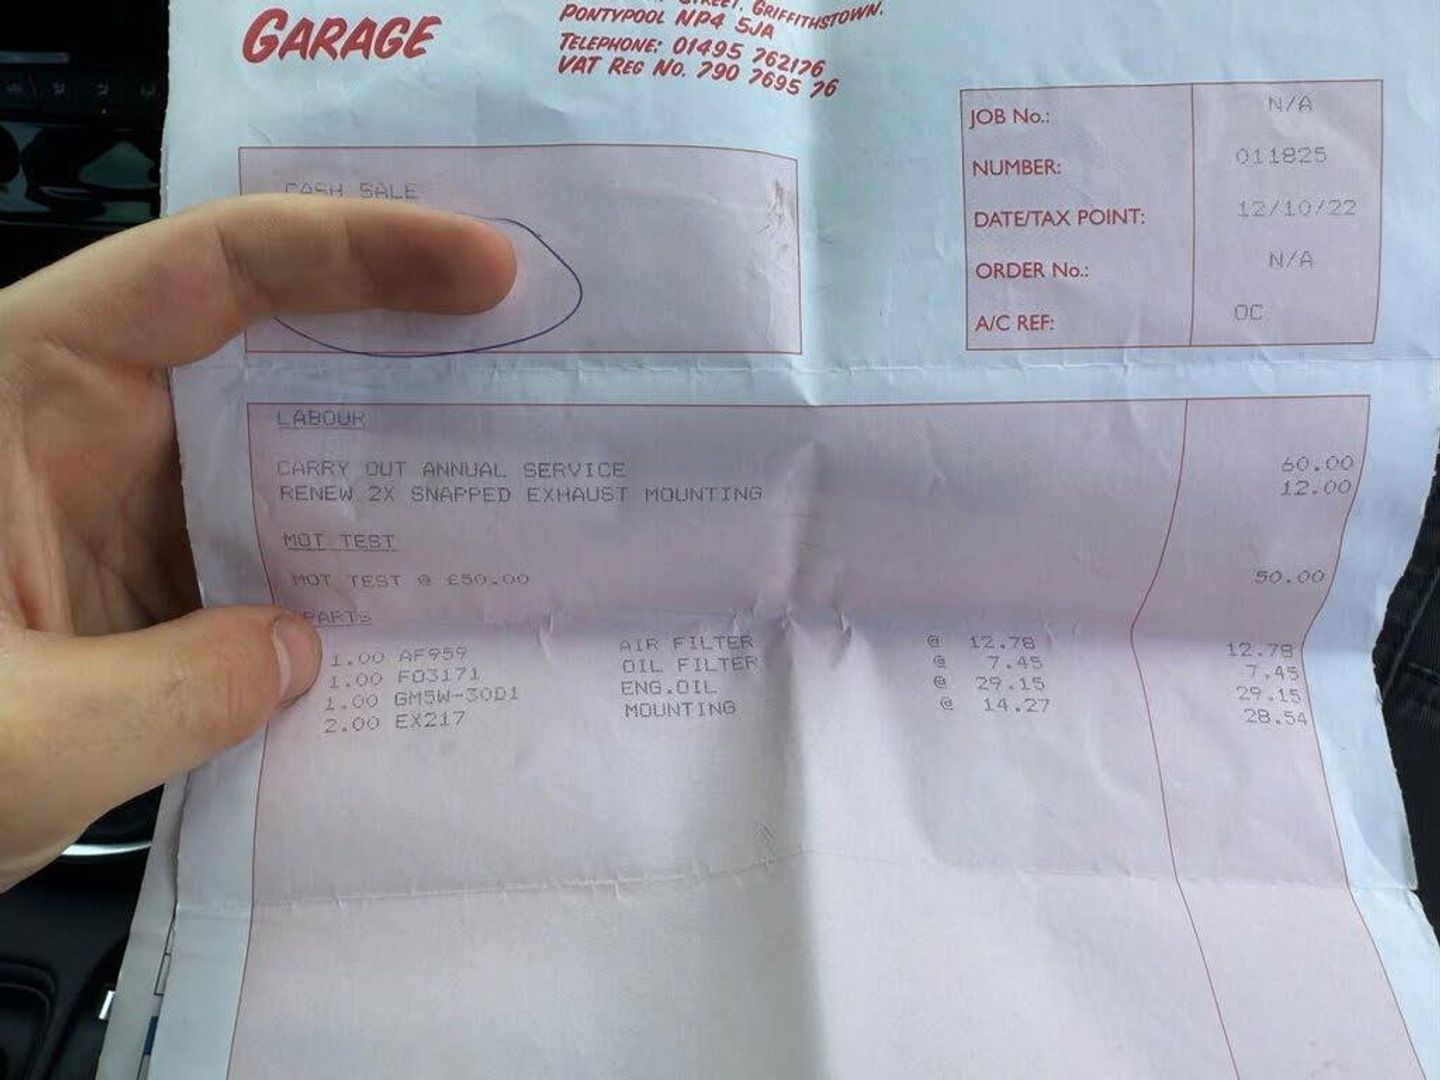 GARAGE
STREET, GRIFFITHSTOWN.
PONTYPOOL NP4 5JA
TELEPHONE: 01495 762176
VAT REG NO. 790 7695 76
JOB No.: N/A
NUMBER: 011825
DATE/TAX POINT: 12/10/22
ORDER No.: N/A
A/C REF: OC
CASH SALE
LABOUR
CARRY OUT ANNUAL SERVICE 60.00
RENEW 2X SNAPPED EXHAUST MOUNTING 12.00
MOT TEST
MOT TEST @ £50.00 50.00
PARTS
1.00 AF959 AIR FILTER @ 12.78 12.78
1.00 FO3171 OIL FILTER @ 7.45 7.45
1.00 GM5W-30D1 ENG.OIL @ 29.15 29.15
2.00 EX217 MOUNTING @ 14.27 28.54